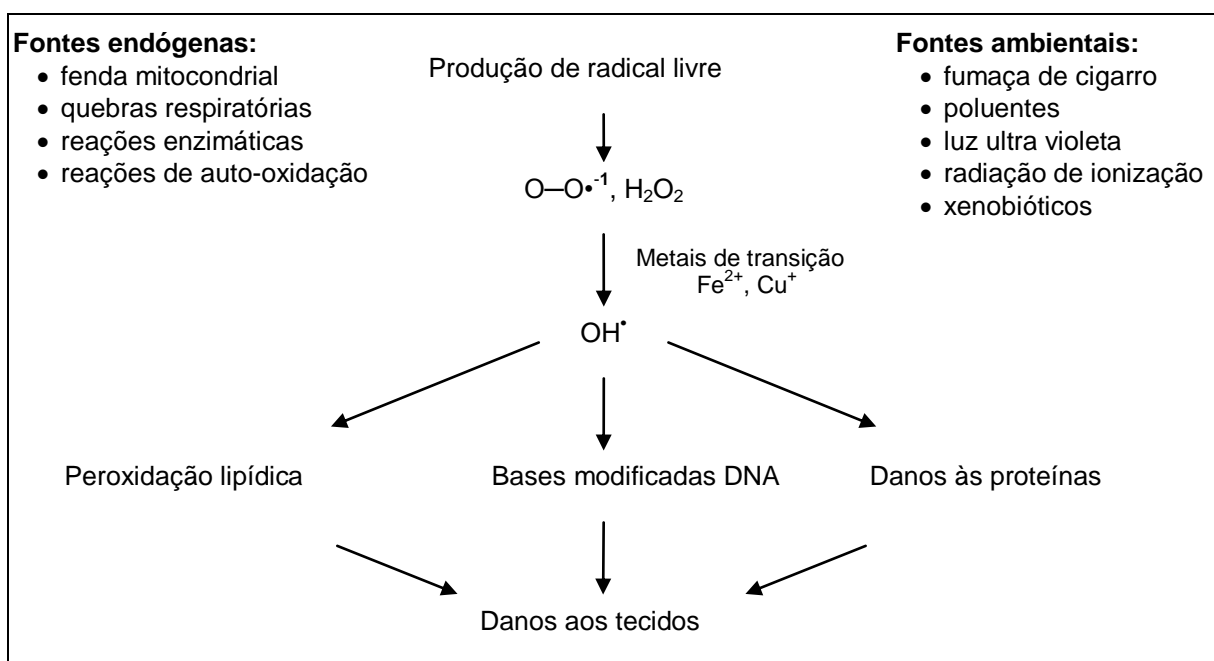 Fontes endógenas:
• fenda mitocondrial
• quebras respiratórias
• reações enzimáticas
• reações de auto-oxidação
Produção de radical livre
Fontes ambientais:
• fumaça de cigarro
• poluentes
• luz ultra violeta
• radiação de ionização
• xenobióticos
O—O•⁻¹, H₂O₂
Metais de transição
Fe²⁺, Cu⁺
OH•
Peroxidação lipídica
Bases modificadas DNA
Danos às proteínas
Danos aos tecidos